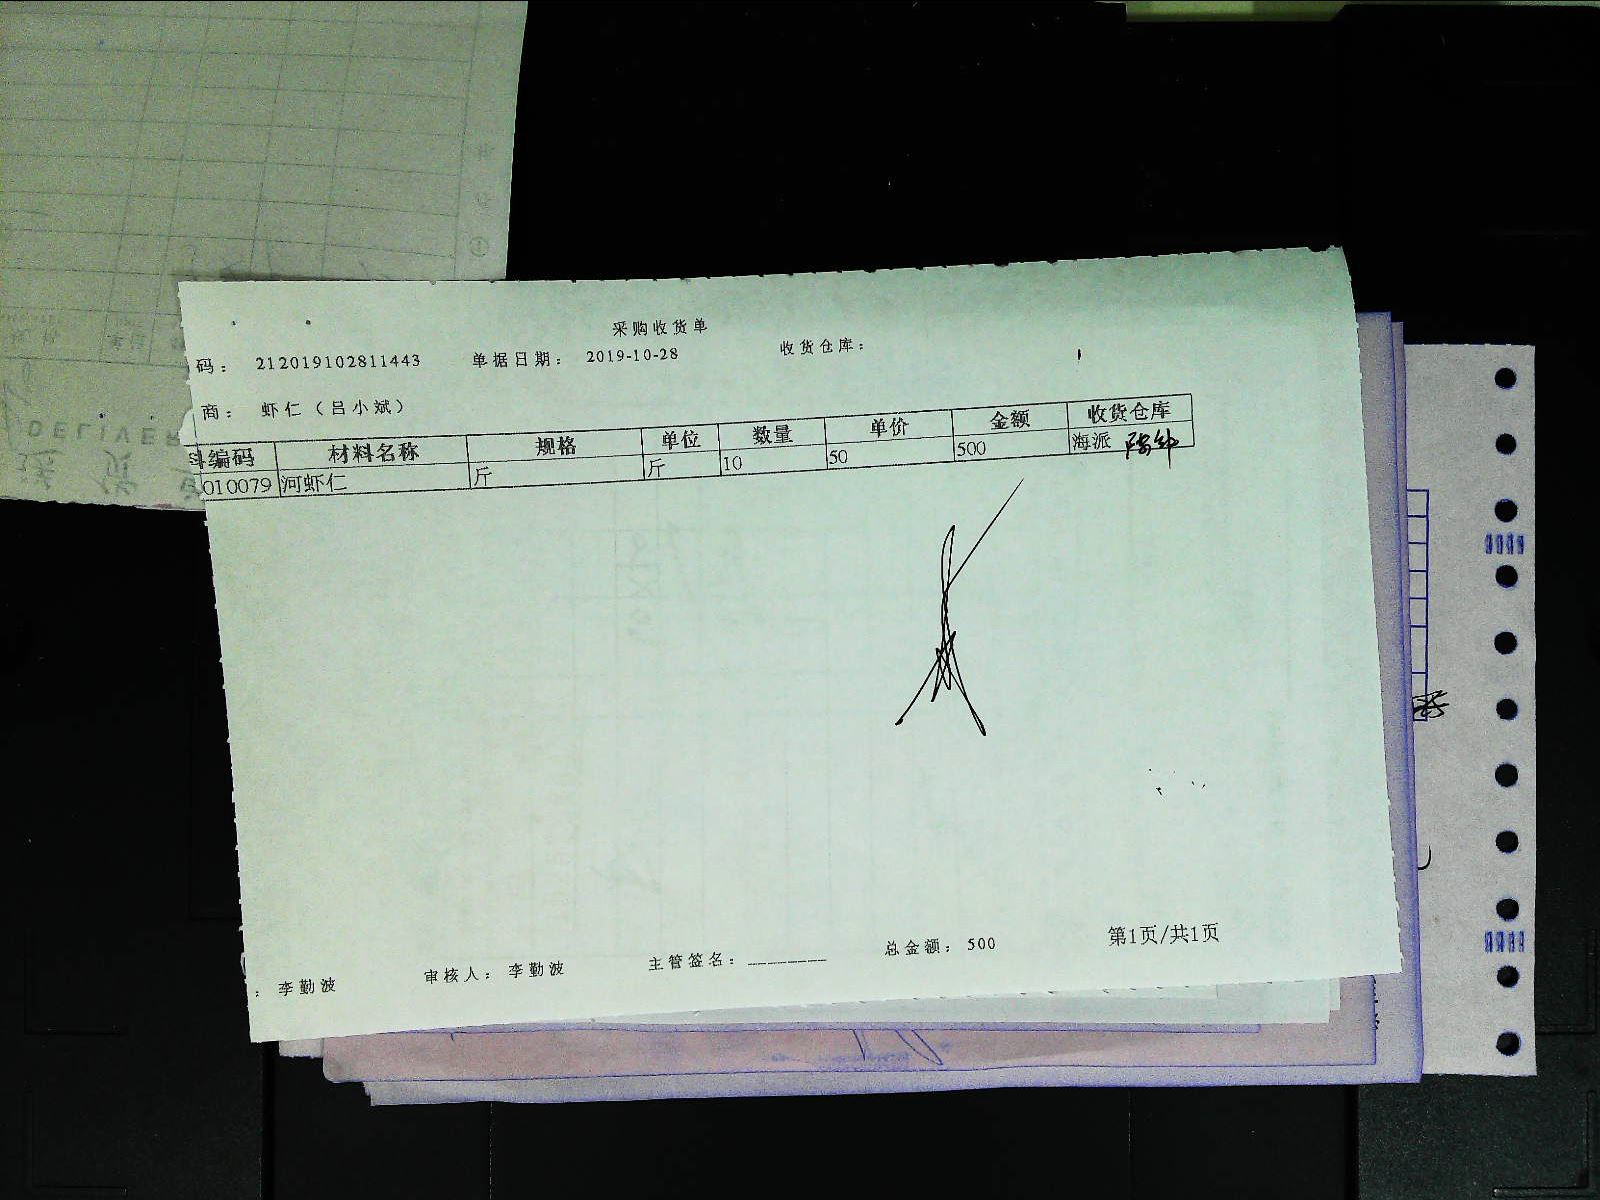 采购收货单
码： 212019102811443 单据日期： 2019-10-28 收货仓库：
商： 虾仁（吕小斌）
料编码 材料名称 规格 单位 数量 单价 金额 收货仓库
010079 河虾仁 斤 斤 10 50 500 海派
： 李勤波 审核人： 李勤波 主管签名： ________ 总金额： 500 第1页/共1页
DELIVER